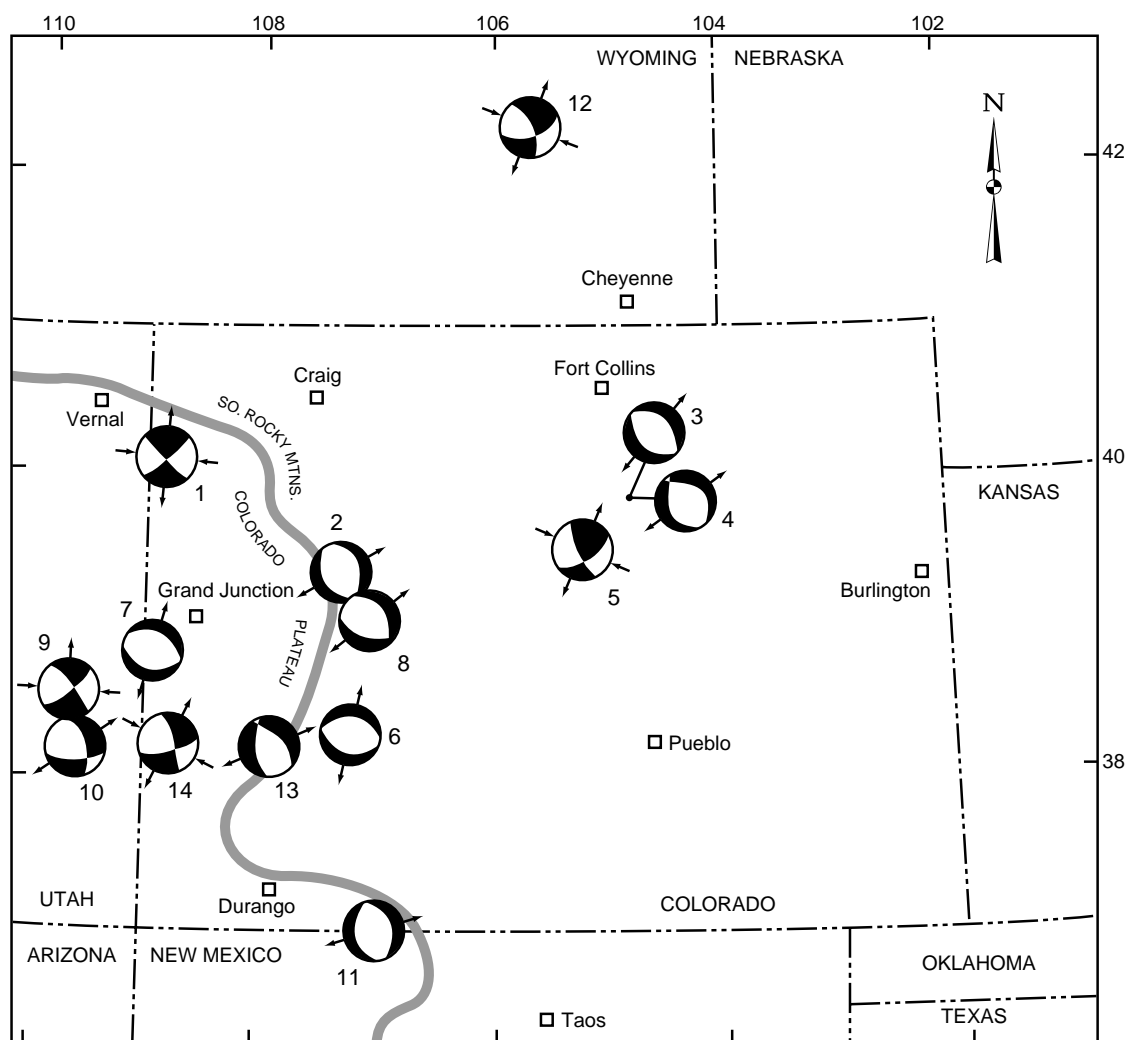 110 108 106 104 102
WYOMING NEBRASKA
12
N
42
Cheyenne
Craig
Fort Collins
Vernal
SO. ROCKY MTNS.
3
40
1
COLORADO
KANSAS
2
4
5
Grand Junction
Burlington
7
PLATEAU
9
8
6
Pueblo
38
10
14
13
UTAH
Durango
COLORADO
ARIZONA
NEW MEXICO
11
OKLAHOMA
TEXAS
Taos